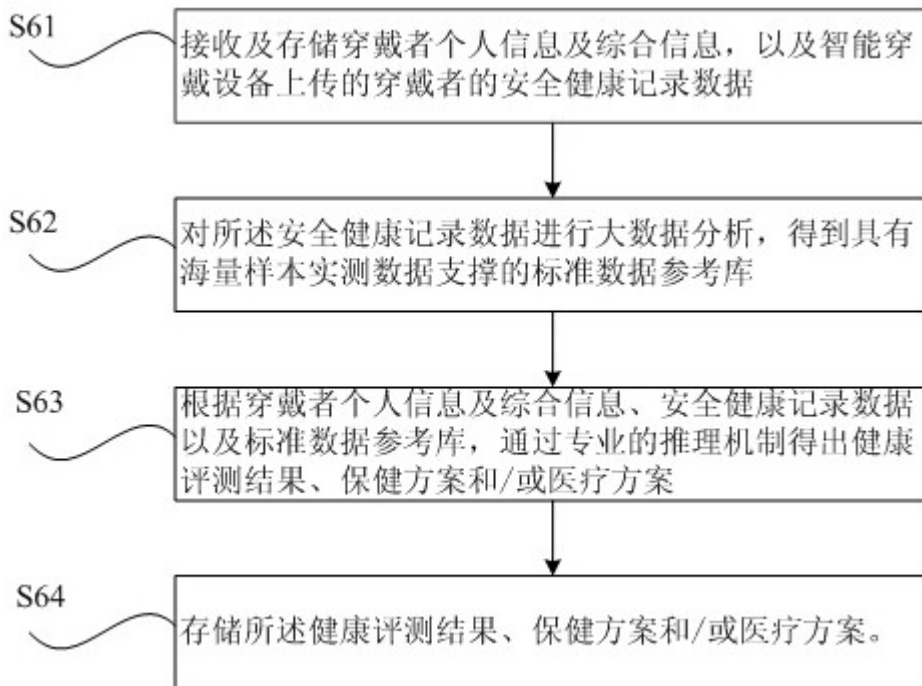 S61
接收及存储穿戴者个人信息及综合信息，以及智能穿
戴设备上传的穿戴者的安全健康记录数据
S62
对所述安全健康记录数据进行大数据分析，得到具有
海量样本实测数据支撑的标准数据参考库
S63
根据穿戴者个人信息及综合信息、安全健康记录数据
以及标准数据参考库，通过专业的推理机制得出健康
评测结果、保健方案和/或医疗方案
S64
存储所述健康评测结果、保健方案和/或医疗方案。